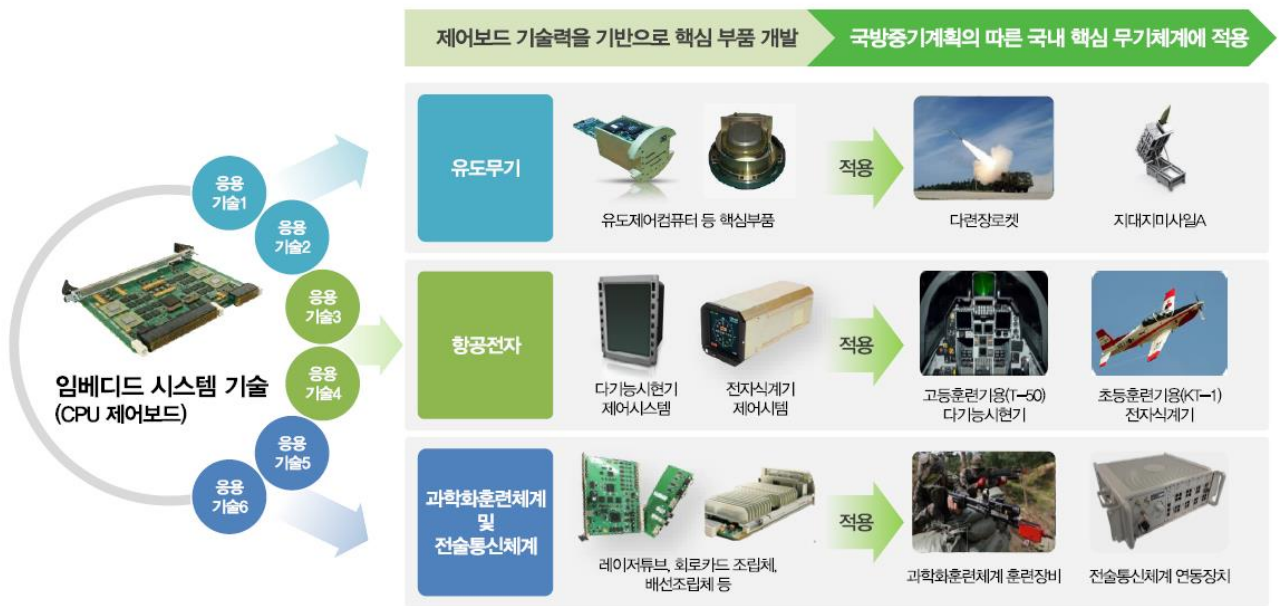 제어보드 기술력을 기반으로 핵심 부품 개발
국방중기계획의 따른 국내 핵심 무기체계에 적용
응용
기술1
응용
기술2
응용
기술3
응용
기술4
응용
기술5
응용
기술6
임베디드 시스템 기술
(CPU 제어보드)
유도무기
유도제어컴퓨터 등 핵심부품
적용
다련장로켓
지대지미사일A
항공전자
다기능시현기
제어시스템
전자식계기
제어시템
적용
고등훈련기용(T-50)
다기능시현기
초등훈련기용(KT-1)
전자식계기
과학화훈련체계
및
전술통신체계
레이저튜브, 회로카드 조립체,
배선조립체 등
적용
과학화훈련체계 훈련장비
전술통신체계 연동장치